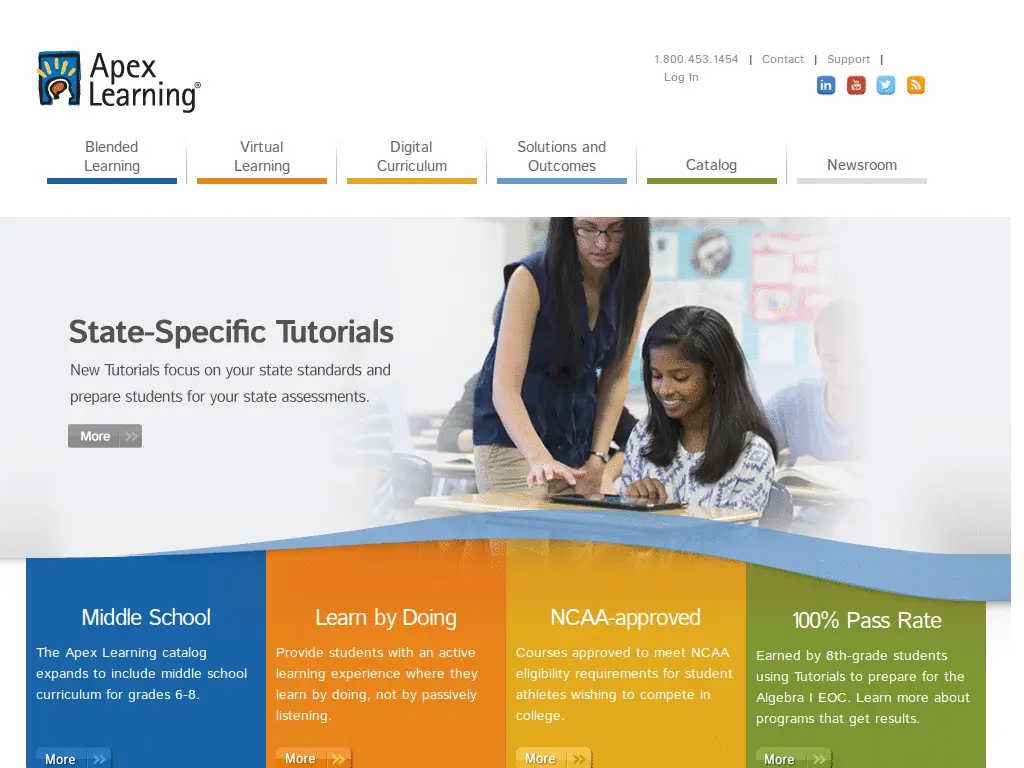 Apex
Learning®
1.800.453.1454 | Contact | Support |
Log In
Blended
Learning
Virtual
Learning
Digital
Curriculum
Solutions and
Outcomes
Catalog
Newsroom
State-Specific Tutorials
New Tutorials focus on your state standards and
prepare students for your state assessments.
More
Middle School
The Apex Learning catalog
expands to include middle school
curriculum for grades 6-8.
More
Learn by Doing
Provide students with an active
learning experience where they
learn by doing, not by passively
listening.
More
NCAA-approved
Courses approved to meet NCAA
eligibility requirements for student
athletes wishing to compete in
college.
More
100% Pass Rate
Earned by 8th-grade students
using Tutorials to prepare for the
Algebra I EOC. Learn more about
programs that get results.
More